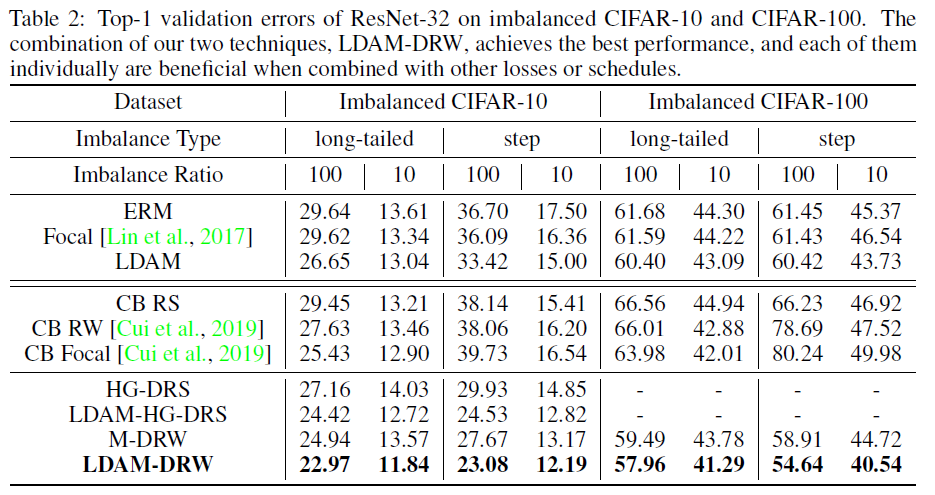 Table 2: Top-1 validation errors of ResNet-32 on imbalanced CIFAR-10 and CIFAR-100. The
combination of our two techniques, LDAM-DRW, achieves the best performance, and each of them
individually are beneficial when combined with other losses or schedules.
Dataset Imbalanced CIFAR-10 Imbalanced CIFAR-100
Imbalance Type long-tailed step long-tailed step
Imbalance Ratio 100 10 100 10 100 10 100 10
ERM 29.64 13.61 36.70 17.50 61.68 44.30 61.45 45.37
Focal [Lin et al., 2017] 29.62 13.34 36.09 16.36 61.59 44.22 61.43 46.54
LDAM 26.65 13.04 33.42 15.00 60.40 43.09 60.42 43.73
CB RS 29.45 13.21 38.14 15.41 66.56 44.94 66.23 46.92
CB RW [Cui et al., 2019] 27.63 13.46 38.06 16.20 66.01 42.88 78.69 47.52
CB Focal [Cui et al., 2019] 25.43 12.90 39.73 16.54 63.98 42.01 80.24 49.98
HG-DRS 27.16 14.03 29.93 14.85 - - - -
LDAM-HG-DRS 24.42 12.72 24.53 12.82 - - - -
M-DRW 24.94 13.57 27.67 13.17 59.49 43.78 58.91 44.72
LDAM-DRW 22.97 11.84 23.08 12.19 57.96 41.29 54.64 40.54